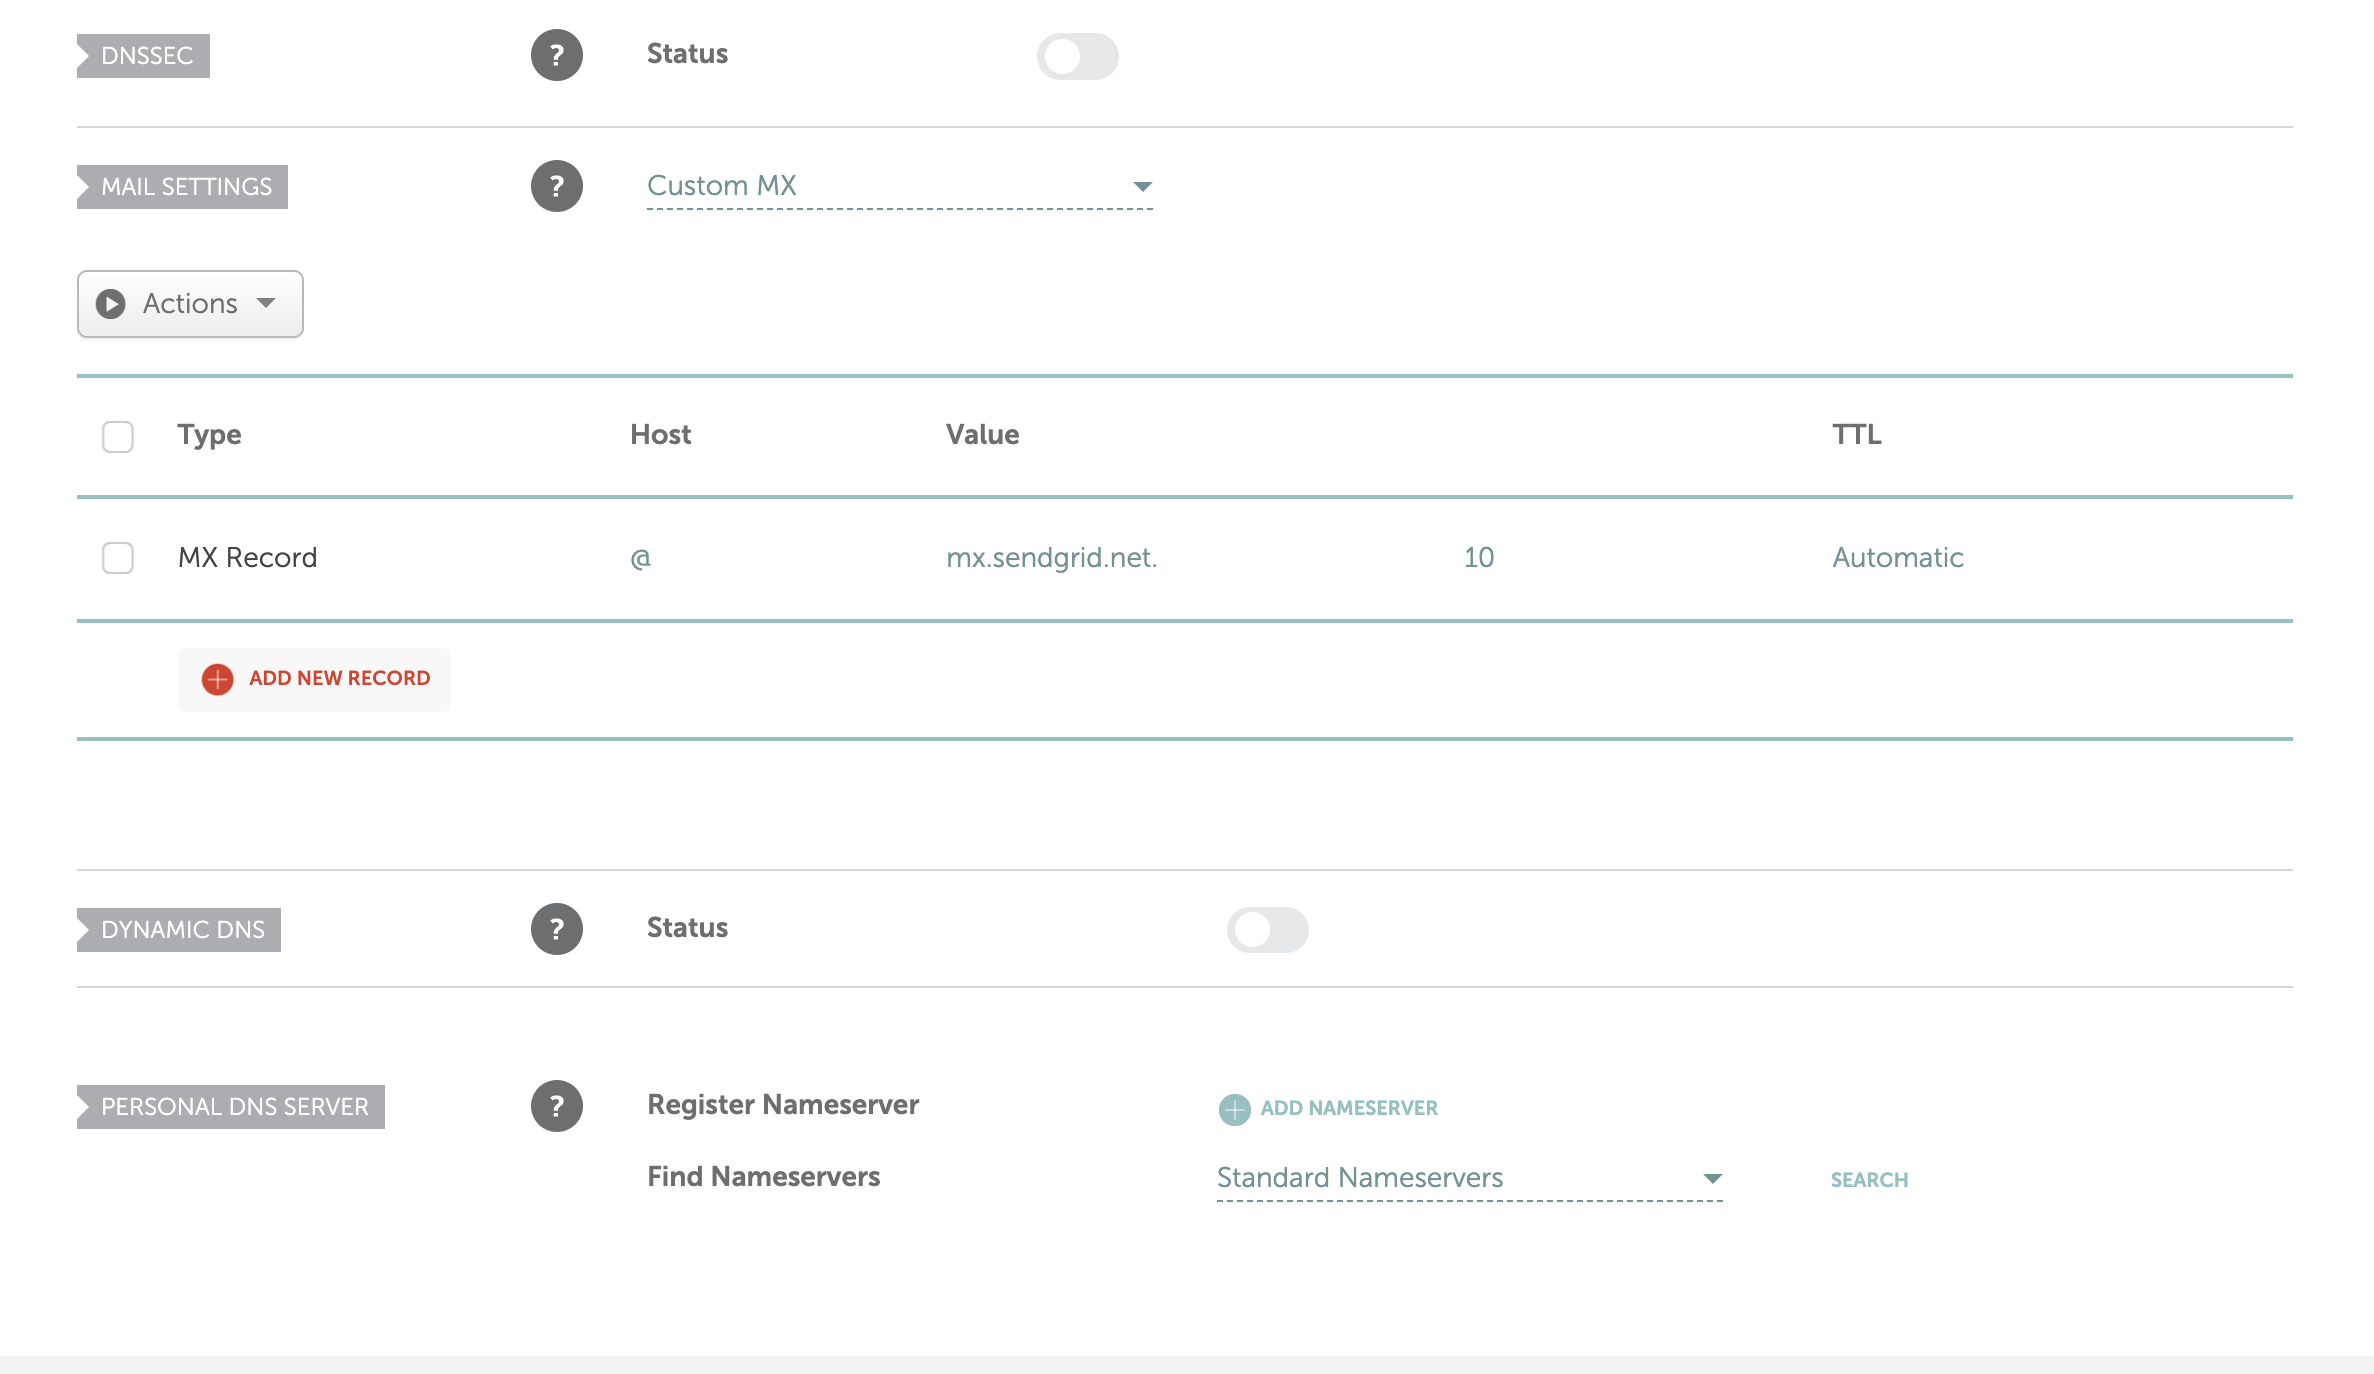 DNSSEC ? Status
MAIL SETTINGS ? Custom MX
Actions
Type Host Value TTL
MX Record @ mx.sendgrid.net. 10 Automatic
ADD NEW RECORD
DYNAMIC DNS ? Status
PERSONAL DNS SERVER ? Register Nameserver ADD NAMESERVER
Find Nameservers Standard Nameservers SEARCH